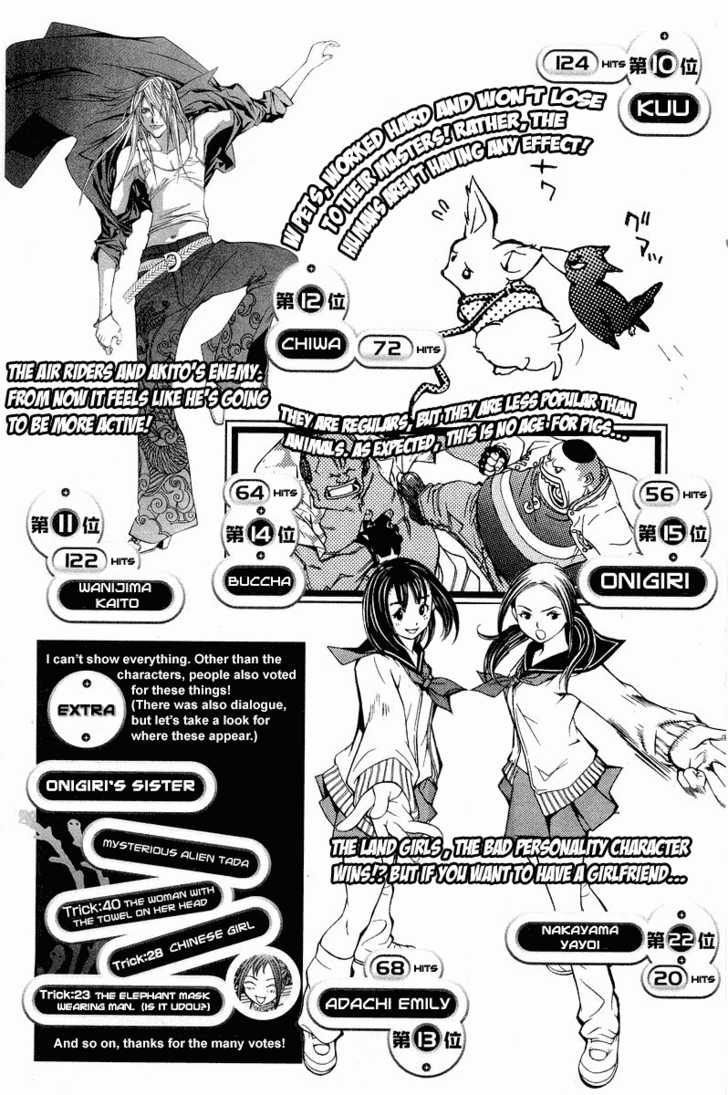 124 HITS 第10位
KUU
IN PETS, WORKED HARD AND WON'T LOSE
TO THEIR MASTERS! RATHER, THE
HUMANS AREN'T HAVING ANY EFFECT!
第12位
CHIWA
72 HITS
THE AIR RIDERS AND AKITO'S ENEMY.
FROM NOW IT FEELS LIKE HE'S GOING
TO BE MORE ACTIVE!
THEY ARE REGULARS, BUT THEY ARE LESS POPULAR THAN
ANIMALS. AS EXPECTED, THIS IS NO AGE FOR PIGS...
第11位
122 HITS
WANIJIMA
KAITO
64 HITS
第14位
BUCCHA
56 HITS
第15位
ONIGIRI
I can't show everything. Other than the
characters, people also voted
for these things!
(There was also dialogue,
but let's take a look for
where these appear.)
EXTRA
ONIGIRI'S SISTER
MYSTERIOUS ALIEN TADA
Trick:40 THE WOMAN WITH
THE TOWEL ON HER HEAD
Trick:28 CHINESE GIRL
Trick:23 THE ELEPHANT MASK
WEARING MAN. (IS IT UDOU?)
And so on, thanks for the many votes!
THE LAND GIRLS, THE BAD PERSONALITY CHARACTER
WINS!? BUT IF YOU WANT TO HAVE A GIRLFRIEND...
NAKAYAMA
YAYOI
第22位
20 HITS
68 HITS
ADACHI EMILY
第13位